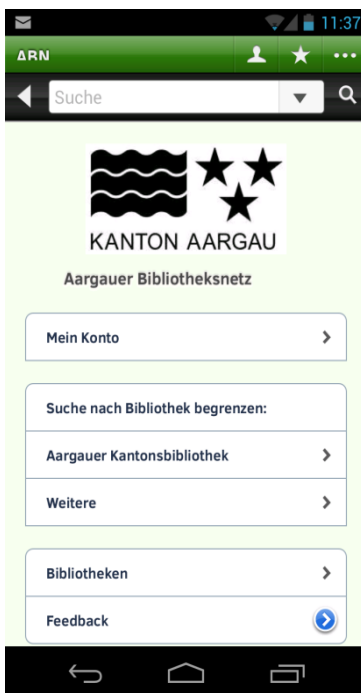 11:37
ARN
Suche
KANTON AARGAU
Aargauer Bibliotheksnetz
Mein Konto
Suche nach Bibliothek begrenzen:
Aargauer Kantonsbibliothek
Weitere
Bibliotheken
Feedback